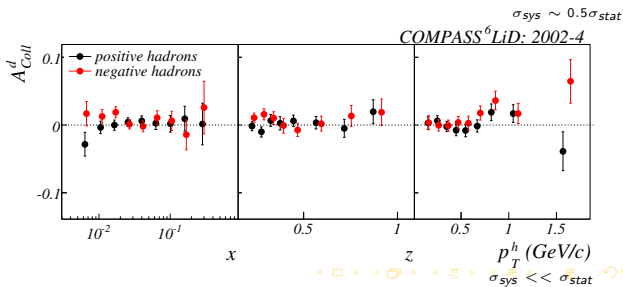 σsys ∼ 0.5σstat
COMPASS ⁶LiD: 2002-4
A^d_Coll
positive hadrons
negative hadrons
0.1
0
-0.1
10⁻² 10⁻¹ 0.5 1 0.5 1 1.5
x z p_T^h (GeV/c)
σsys << σstat